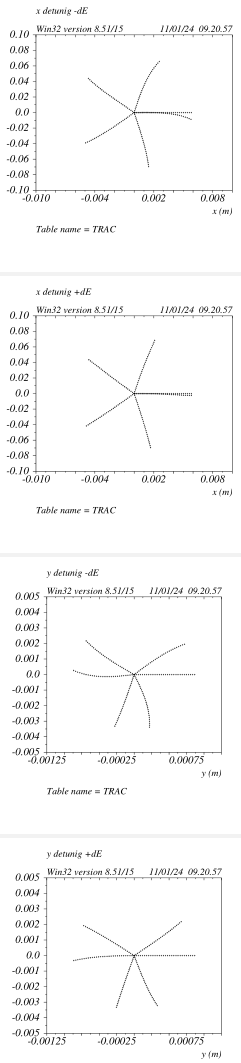 x detunig -dE
Win32 version 8.51/15 11/01/24 09.20.57
0.10
0.08
0.06
0.04
0.02
0.0
-0.02
-0.04
-0.06
-0.08
-0.10
-0.010 -0.004 0.002 0.008
x (m)
Table name = TRAC
x detunig +dE
Win32 version 8.51/15 11/01/24 09.20.57
0.10
0.08
0.06
0.04
0.02
0.0
-0.02
-0.04
-0.06
-0.08
-0.10
-0.010 -0.004 0.002 0.008
x (m)
Table name = TRAC
y detunig -dE
Win32 version 8.51/15 11/01/24 09.20.57
0.005
0.004
0.003
0.002
0.001
0.0
-0.001
-0.002
-0.003
-0.004
-0.005
-0.00125 -0.00025 0.00075
y (m)
Table name = TRAC
y detunig +dE
Win32 version 8.51/15 11/01/24 09.20.57
0.005
0.004
0.003
0.002
0.001
0.0
-0.001
-0.002
-0.003
-0.004
-0.005
-0.00125 -0.00025 0.00075
y (m)